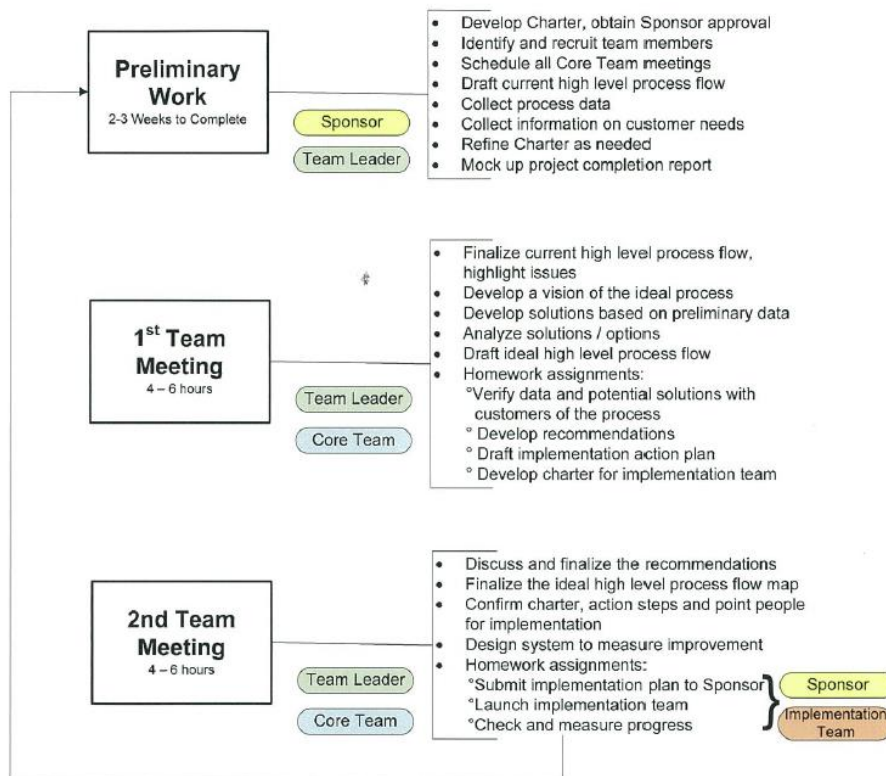 Preliminary
Work
2-3 Weeks to Complete
Sponsor
Team Leader
• Develop Charter, obtain Sponsor approval
• Identify and recruit team members
• Schedule all Core Team meetings
• Draft current high level process flow
• Collect process data
• Collect information on customer needs
• Refine Charter as needed
• Mock up project completion report
1st Team
Meeting
4 – 6 hours
Team Leader
Core Team
• Finalize current high level process flow,
highlight issues
• Develop a vision of the ideal process
• Develop solutions based on preliminary data
• Analyze solutions / options
• Draft ideal high level process flow
• Homework assignments:
°Verify data and potential solutions with
customers of the process
° Develop recommendations
° Draft implementation action plan
° Develop charter for implementation team
2nd Team
Meeting
4 – 6 hours
Team Leader
Core Team
• Discuss and finalize the recommendations
• Finalize the ideal high level process flow map
• Confirm charter, action steps and point people
for implementation
• Design system to measure improvement
• Homework assignments:
°Submit implementation plan to Sponsor
°Launch implementation team
°Check and measure progress
Sponsor
Implementation
Team